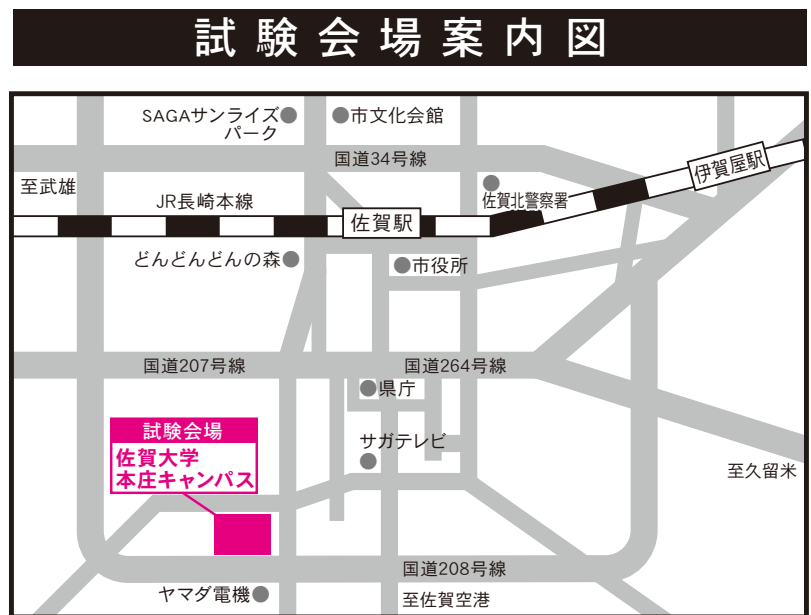 試験会場案内図
SAGAサンライズ
パーク
市文化会館
国道34号線
伊賀屋駅
至武雄
佐賀北警察署
JR長崎本線
佐賀駅
どんどんどんの森
市役所
国道207号線
国道264号線
県庁
試験会場
佐賀大学
本庄キャンパス
サガテレビ
至久留米
国道208号線
ヤマダ電機
至佐賀空港